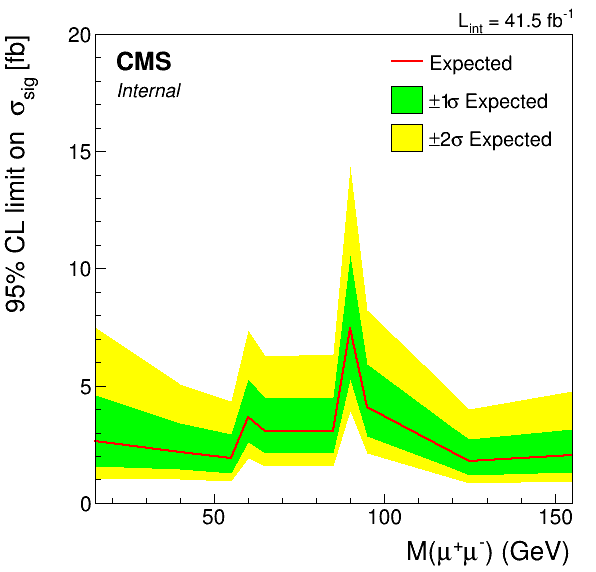 L_int = 41.5 fb⁻¹
20
CMS
Internal
Expected
±1σ Expected
±2σ Expected
95% CL limit on σ_sig [fb]
15
10
5
0
50
100
150
M(μ⁺μ⁻) (GeV)